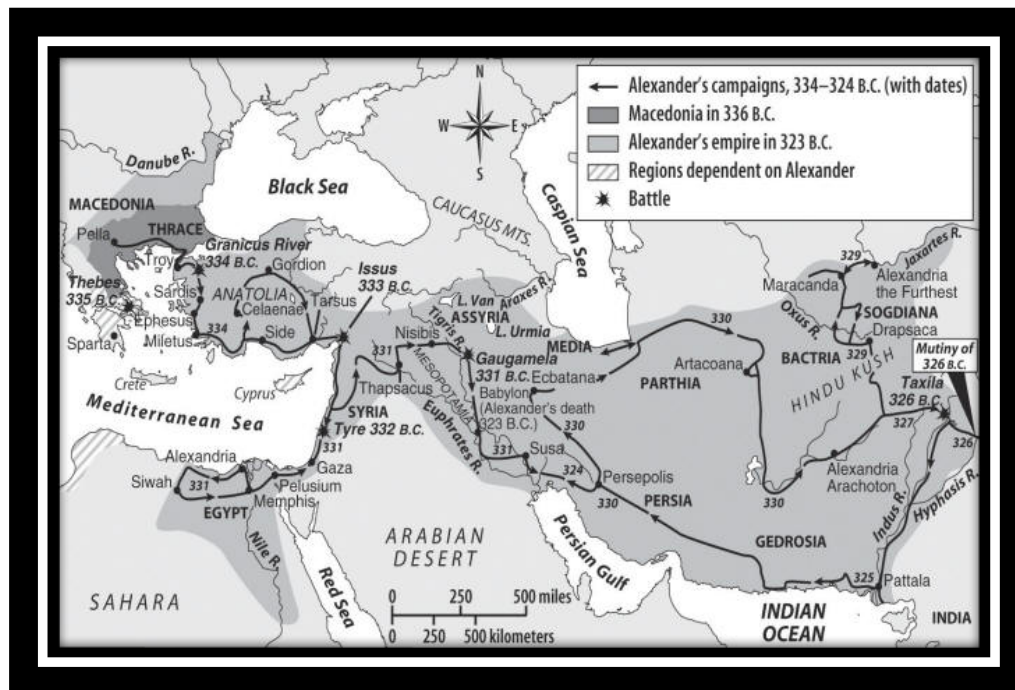 Alexander's campaigns, 334–324 B.C. (with dates)
Macedonia in 336 B.C.
Alexander's empire in 323 B.C.
Regions dependent on Alexander
Battle
N
W
E
S
Danube R.
Black Sea
CAUCASUS MTS.
Caspian Sea
MACEDONIA
Pella
THRACE
Troy
Granicus River
334 B.C.
Gordion
Issus
333 B.C.
Thebes
335 B.C.
Sardis
ANATOLIA
Celaenae
Tarsus
Ephesus
Miletus
334
Side
Sparta
Crete
Cyprus
Mediterranean Sea
L. Van
Araxes R.
ASSYRIA
L. Urmia
Tigris R.
Nisibis
331
MESOPOTAMIA
Thapsacus
Gaugamela
331 B.C.
MEDIA
Ecbatana
Babylon
(Alexander's death
323 B.C.)
Euphrates R.
SYRIA
Tyre 332 B.C.
331
Gaza
Alexandria
Siwah
331
Pelusium
Memphis
EGYPT
Nile R.
SAHARA
Red Sea
ARABIAN
DESERT
330
331
Susa
324
Persepolis
330
PERSIA
Persian Gulf
330
PARTHIA
Artacoana
330
Maracanda
329
Jaxartes R.
Alexandria
the Furthest
SOGDIANA
Oxus R.
Drapsaca
BACTRIA
329
HINDU KUSH
Mutiny of
326 B.C.
Taxila
326 B.C.
327
326
Alexandria
Arachoton
Indus R.
Hyphasis R.
GEDROSIA
325
Pattala
INDIA
INDIAN
OCEAN
0 250 500 miles
0 250 500 kilometers